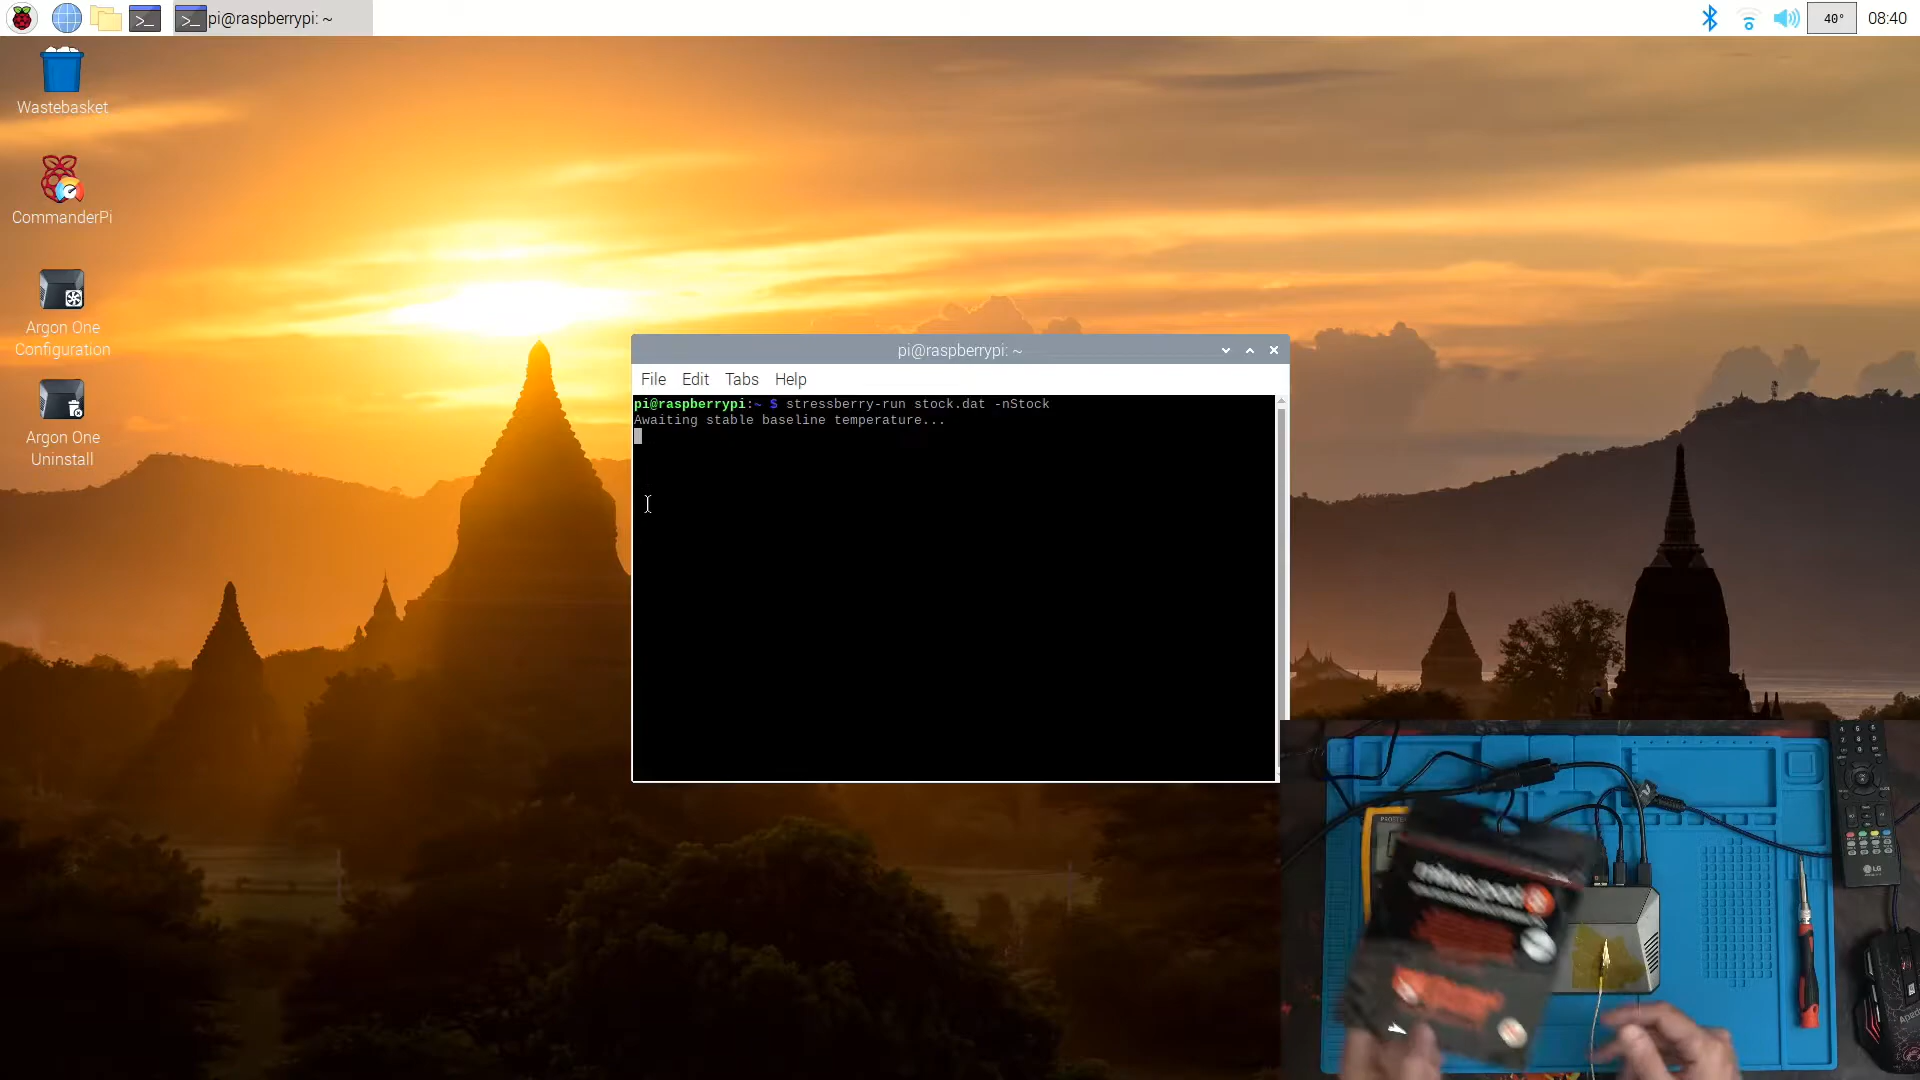 pi@raspberrypi: ~
40°
08:40
Wastebasket
CommanderPi
Argon One
Configuration
Argon One
Uninstall
pi@raspberrypi: ~
File Edit Tabs Help
pi@raspberrypi:~ $ stressberry-run stock.dat -nStock
Awaiting stable baseline temperature...
LG